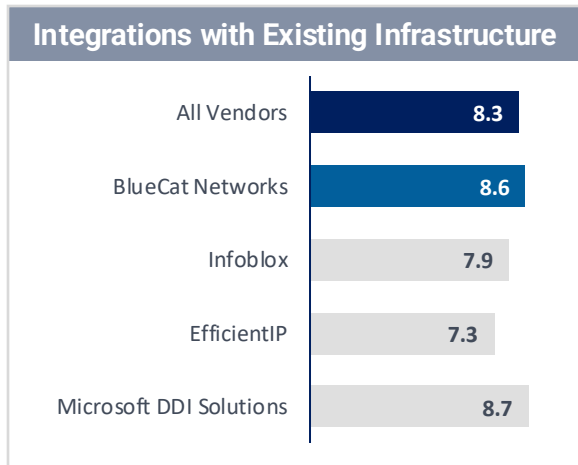 Integrations with Existing Infrastructure
All Vendors 8.3
BlueCat Networks 8.6
Infoblox 7.9
EfficientIP 7.3
Microsoft DDI Solutions 8.7